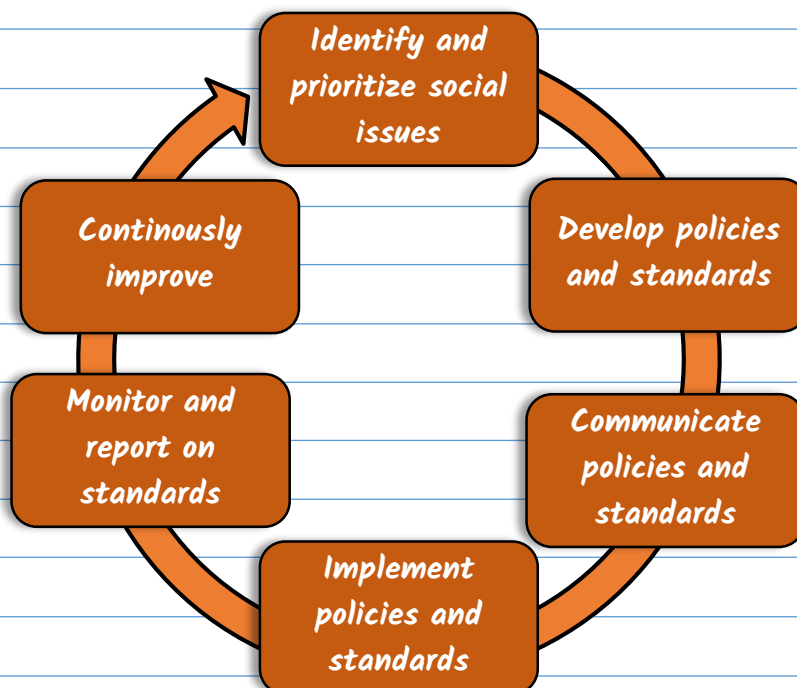 Identify and
prioritize social
issues
Develop policies
and standards
Communicate
policies and
standards
Implement
policies and
standards
Monitor and
report on
standards
Continously
improve